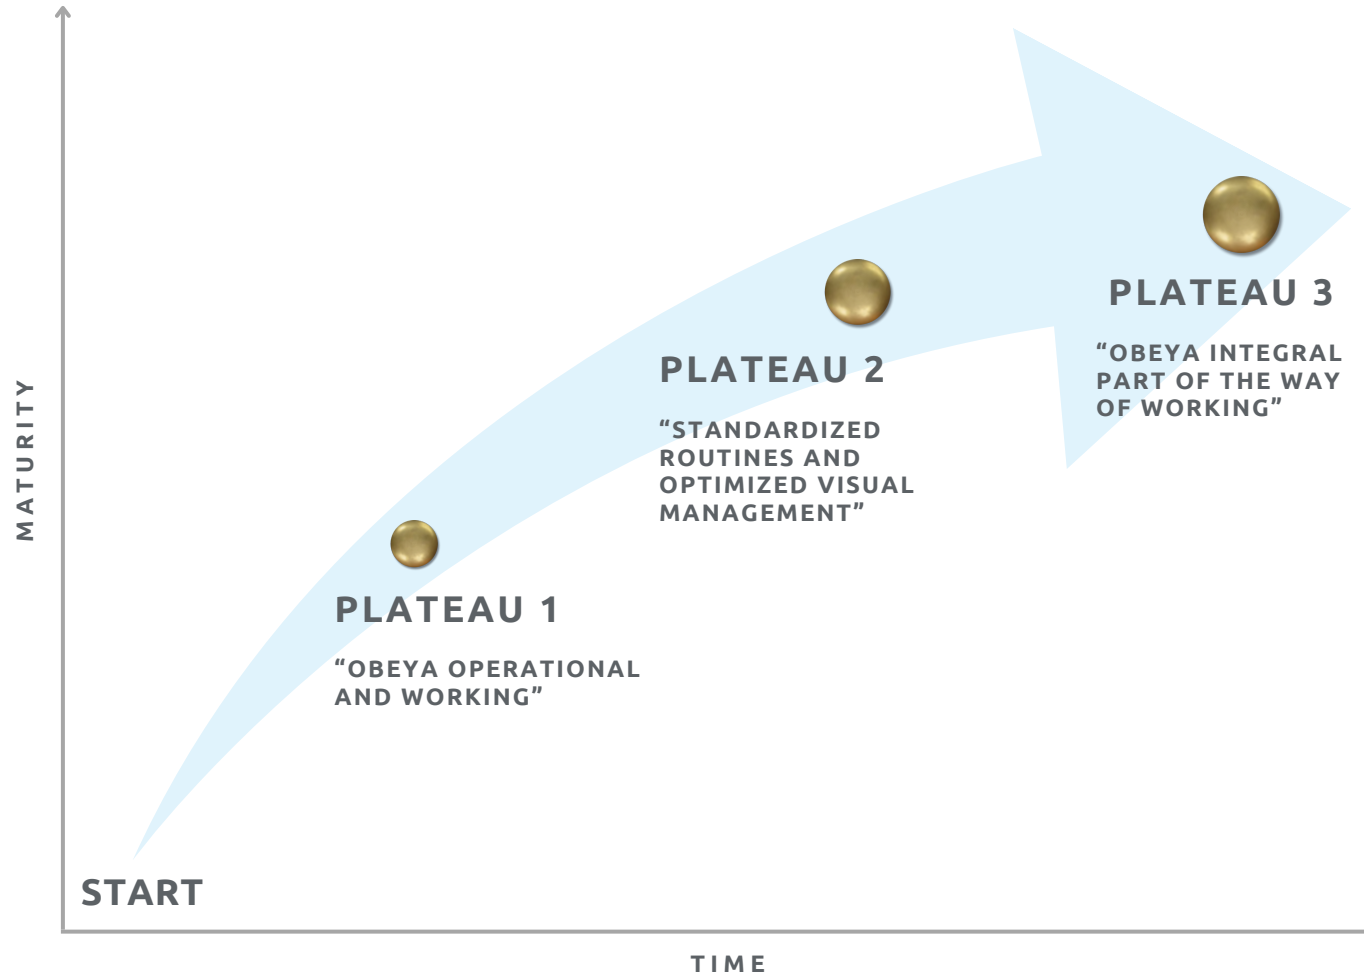 MATURITY
PLATEAU 3
“OBEYA INTEGRAL
PART OF THE WAY
OF WORKING”
PLATEAU 2
“STANDARDIZED
ROUTINES AND
OPTIMIZED VISUAL
MANAGEMENT”
PLATEAU 1
“OBEYA OPERATIONAL
AND WORKING”
START
TIME